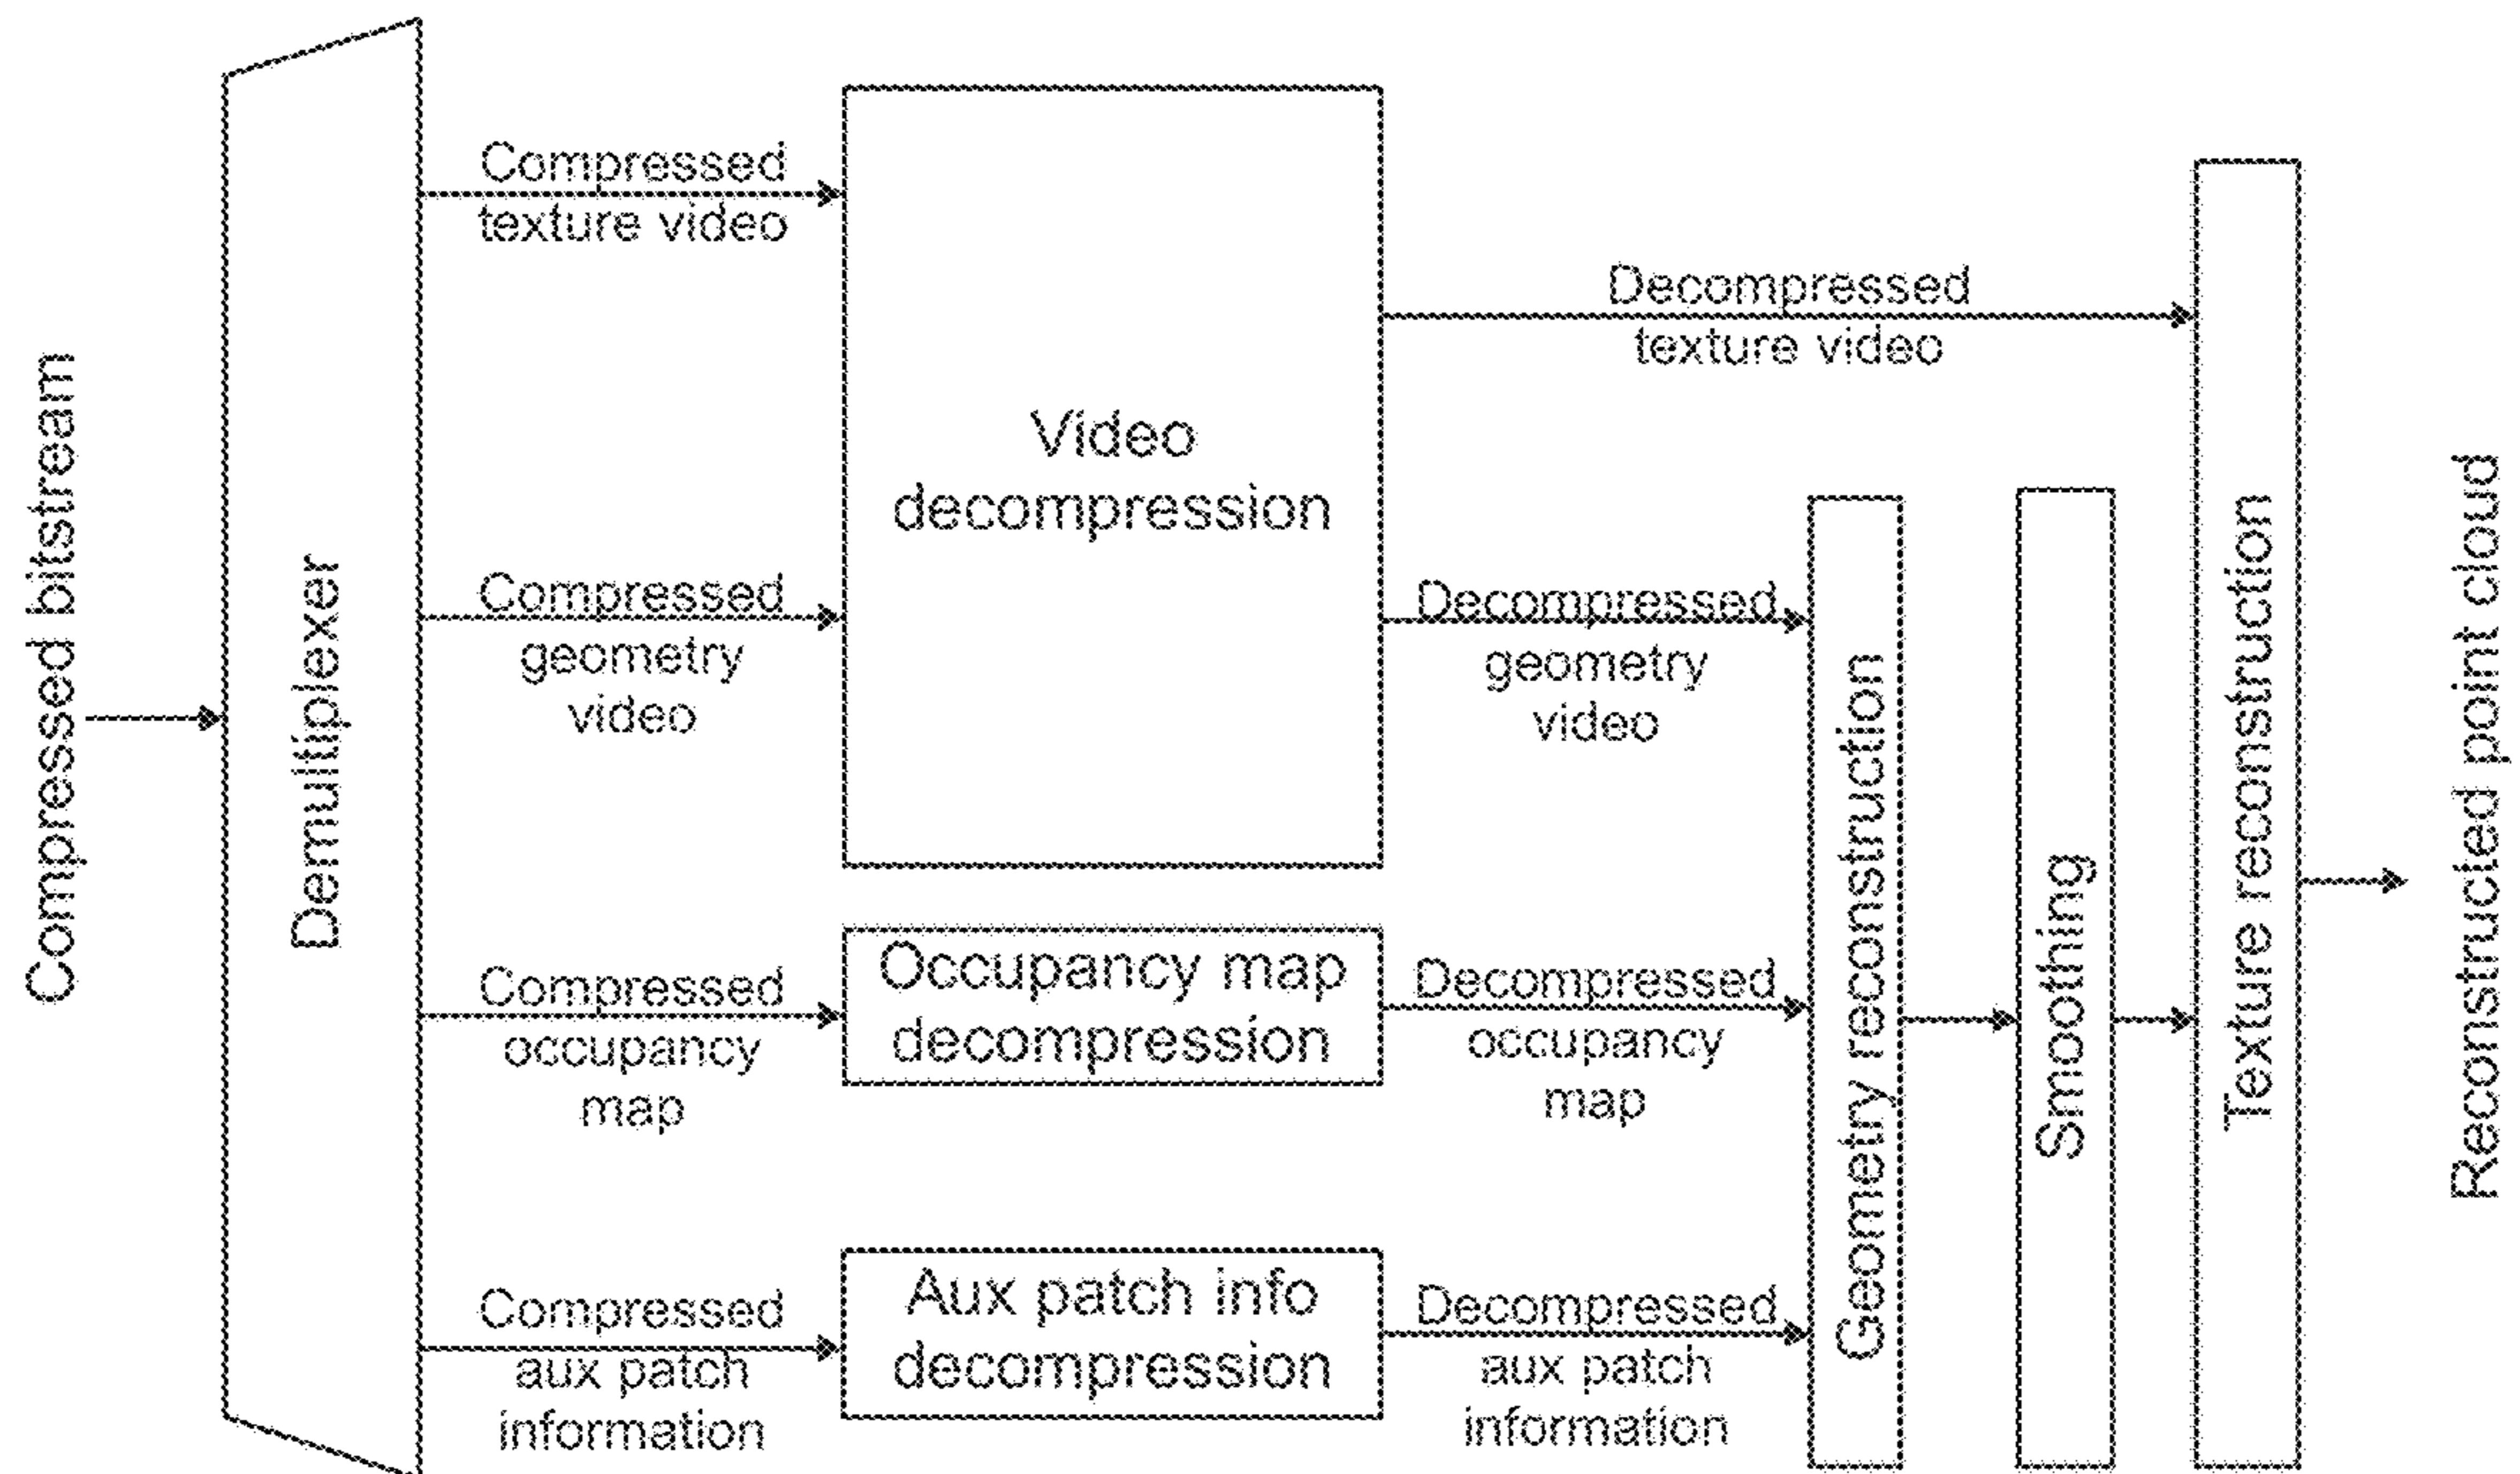 Compressed bitstream
Demultiplexer
Compressed
texture video
Compressed
geometry
video
Compressed
occupancy
map
Compressed
aux patch
information
Video
decompression
Occupancy map
decompression
Aux patch info
decompression
Decompressed
texture video
Decompressed
geometry
video
Decompressed
occupancy
map
Decompressed
aux patch
information
Geometry reconstruction
Smoothing
Texture reconstruction
Reconstructed point cloud